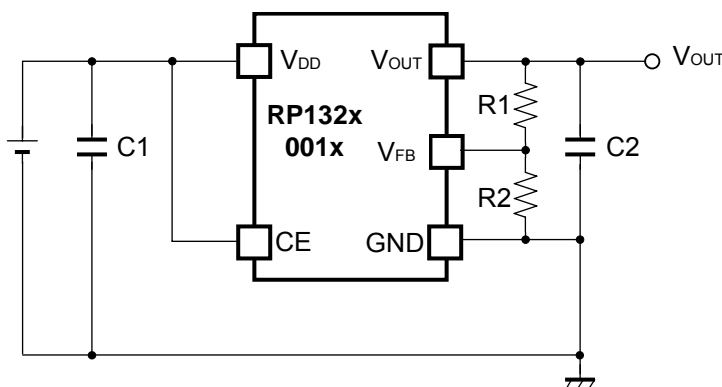 VDD
VOUT
VOUT
R1
RP132x
001x
C1
VFB
C2
R2
CE
GND